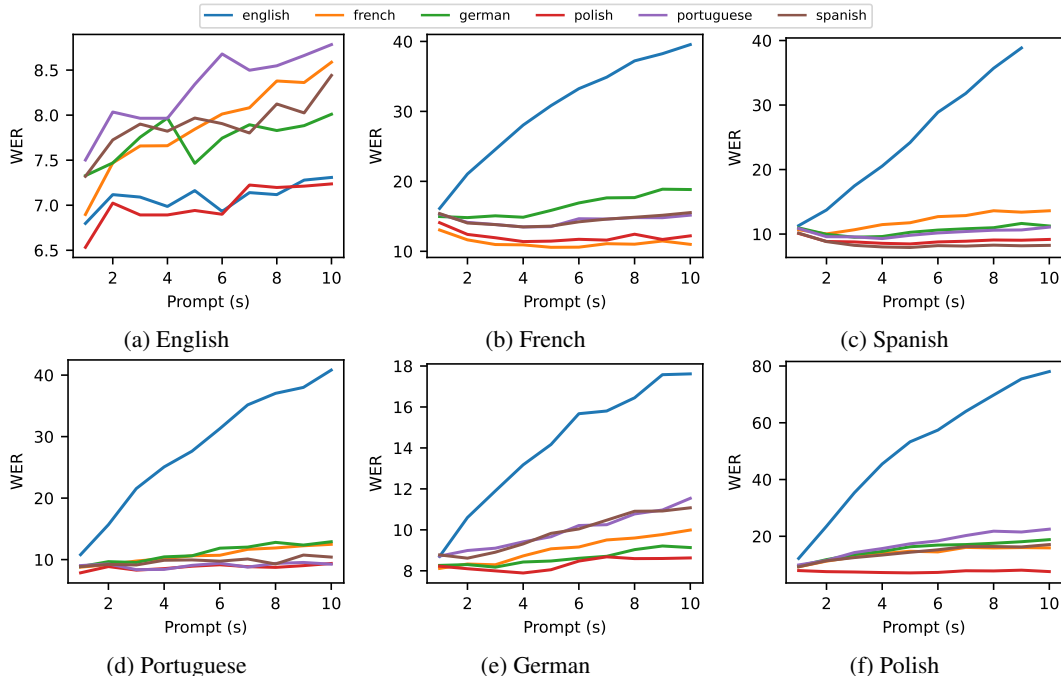 english french german polish portuguese spanish
WER
8.5
8.0
7.5
7.0
6.5
2 4 6 8 10
Prompt (s)
(a) English
WER
40
30
20
10
2 4 6 8 10
Prompt (s)
(b) French
WER
40
30
20
10
2 4 6 8 10
Prompt (s)
(c) Spanish
WER
40
30
20
10
2 4 6 8 10
Prompt (s)
(d) Portuguese
WER
18
16
14
12
10
8
2 4 6 8 10
Prompt (s)
(e) German
WER
80
60
40
20
2 4 6 8 10
Prompt (s)
(f) Polish